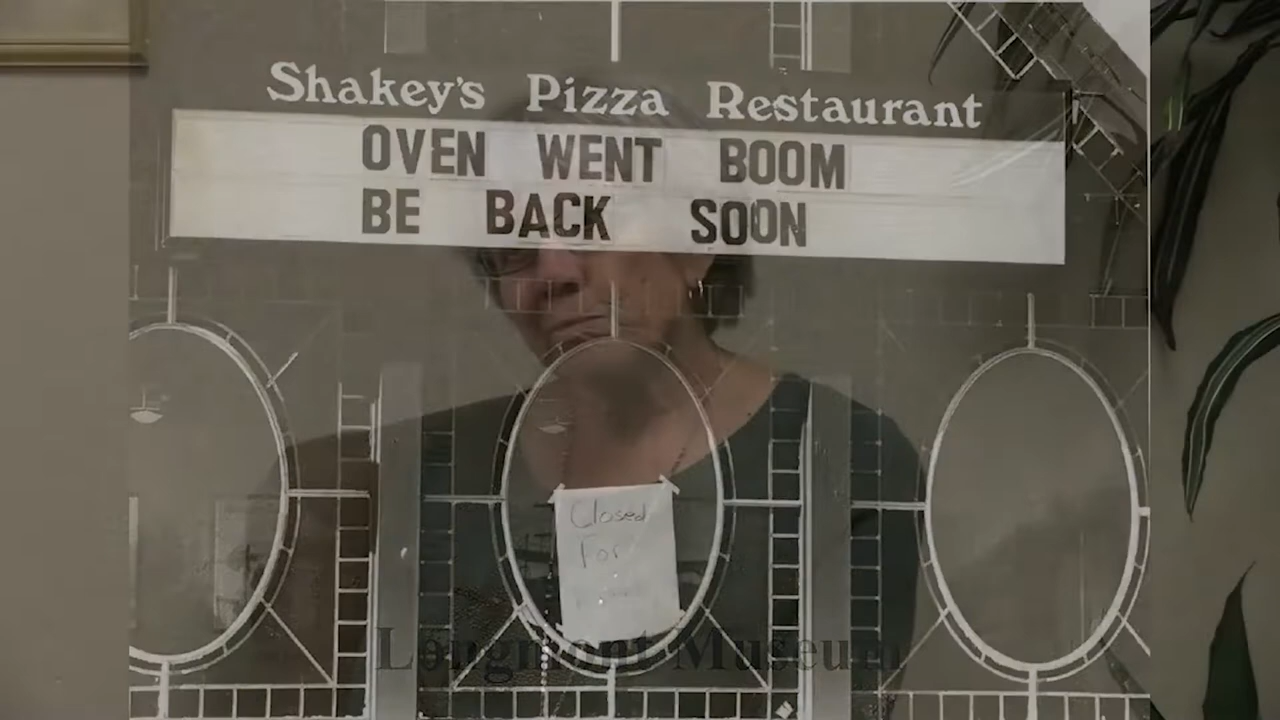 Shakey's Pizza Restaurant
OVEN WENT BOOM
BE BACK SOON
Closed
For
Longmont Museum